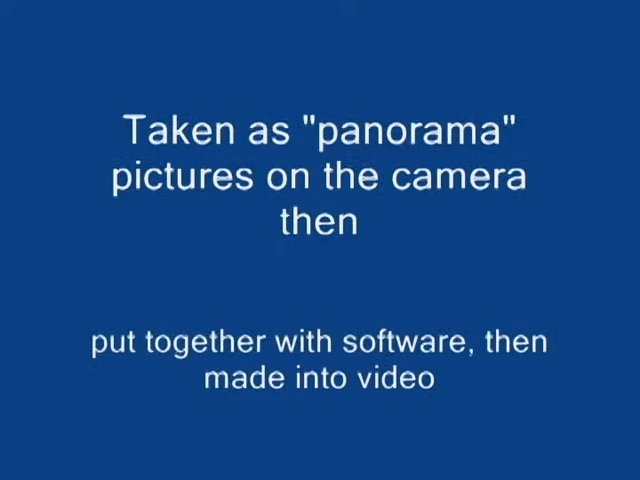 Taken as "panorama"
pictures on the camera
then
put together with software, then
made into video